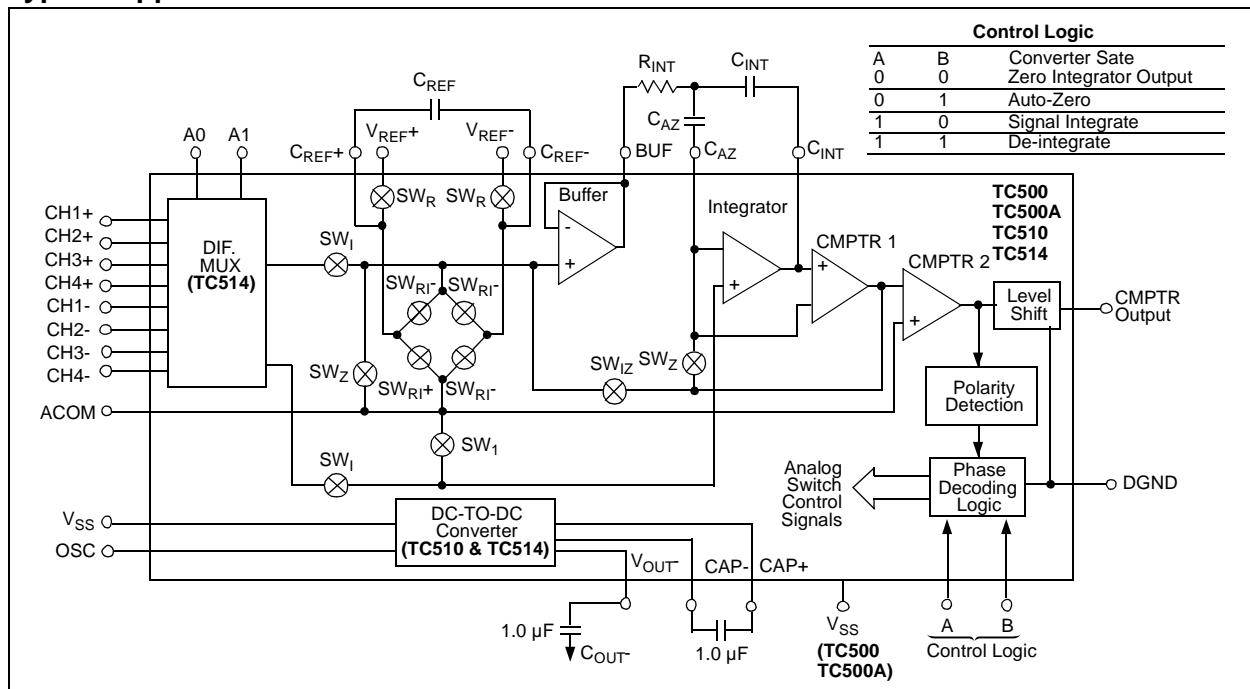 Control Logic
A B Converter Sate
0 0 Zero Integrator Output
0 1 Auto-Zero
1 0 Signal Integrate
1 1 De-integrate
RINT
CINT
CREF
CAZ
A0
A1
VREF+
VREF-
CREF+
CREF-
BUF
CAZ
CINT
SWR
SWR
Buffer
Integrator
CMPTR 1
CMPTR 2
TC500
TC500A
TC510
TC514
CH1+
CH2+
CH3+
CH4+
CH1-
CH2-
CH3-
CH4-
DIF.
MUX
(TC514)
SWI
-
+
+
+
+
SWRI-
SWRI-
SWZ
SWRI+
SWRI-
SWIZ
SWZ
Level
Shift
CMPTR
Output
Polarity
Detection
ACOM
SW1
SWI
Analog
Switch
Control
Signals
Phase
Decoding
Logic
DGND
VSS
OSC
DC-TO-DC
Converter
(TC510 & TC514)
VOUT-
CAP-
CAP+
1.0 µF
COUT-
1.0 µF
VSS
(TC500
TC500A)
A B
Control Logic